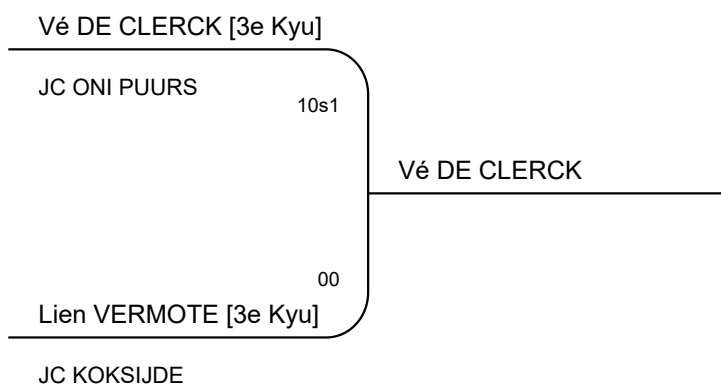 Vé DE CLERCK [3e Kyu]
JC ONI PUURS
10s1
Vé DE CLERCK
00
Lien VERMOTE [3e Kyu]
JC KOKSIJDE